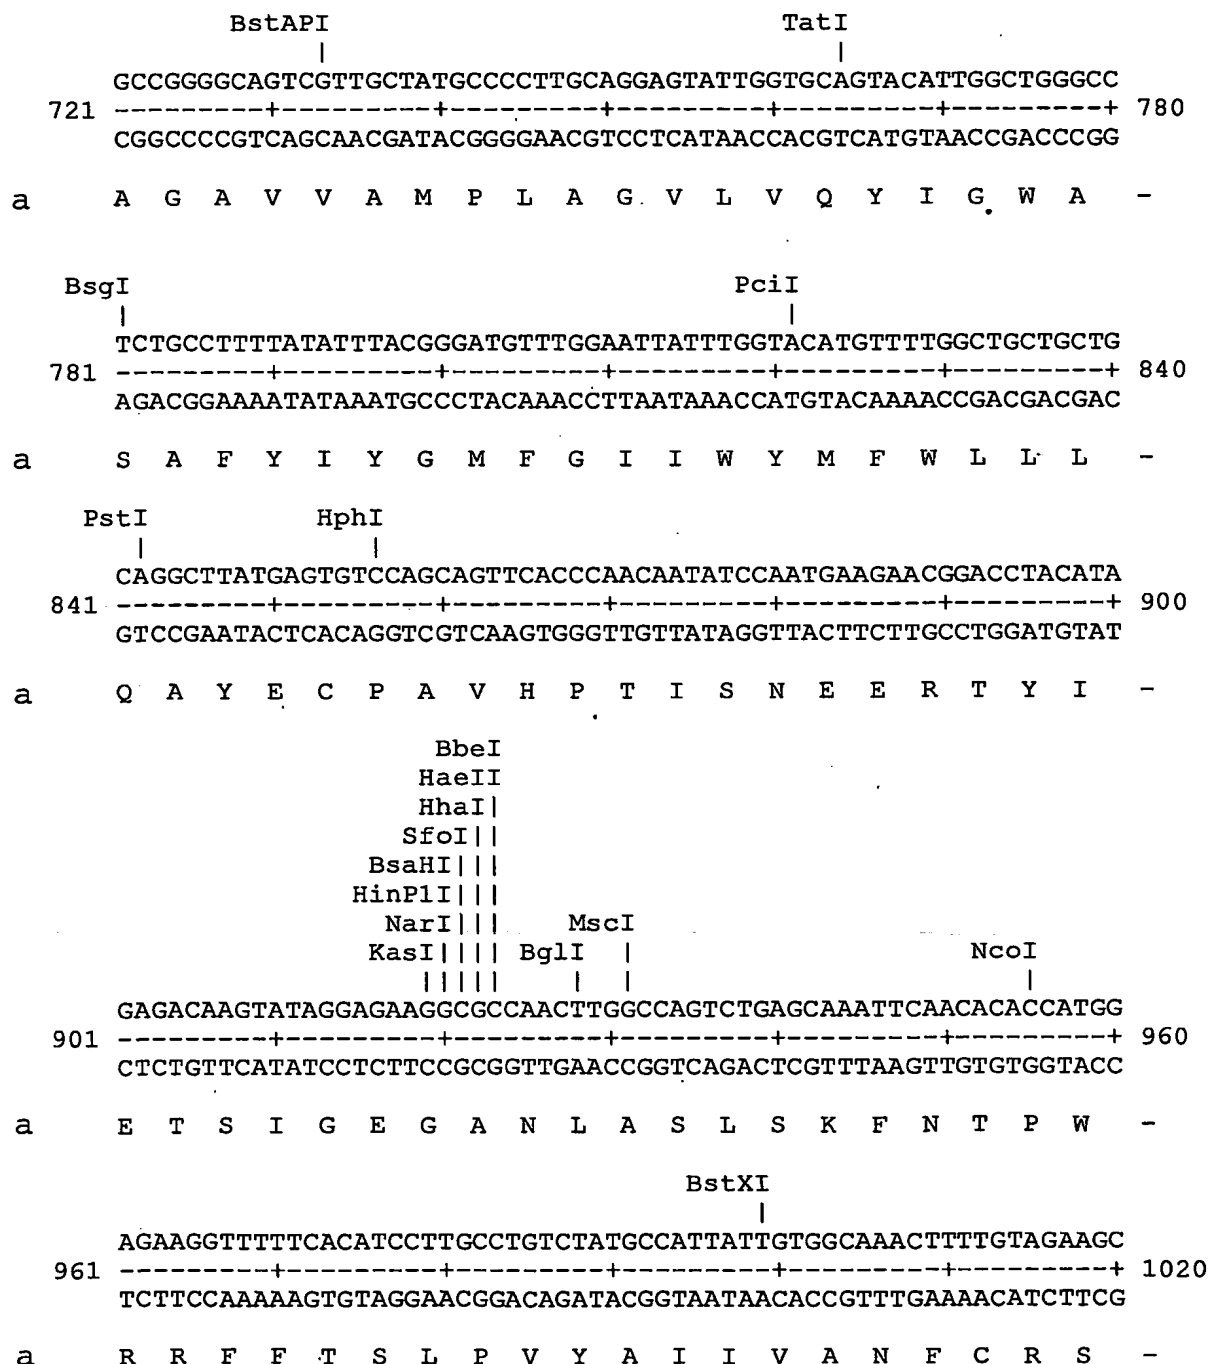 BstAPI TatI
| |
GCCGGGGCAGTCGTTGCTATGCCCCTTGCAGGAGTATTGGTGCAGTACATTGGCTGGGCC
721 ---------+---------+---------+---------+---------+---------+ 780
CGGCCCCGTCAGCAACGATACGGGGAACGTCCTCATAACCACGTCATGTAACCGACCCGG
a A G A V V A M P L A G V L V Q Y I G W A -
BsgI PciI
| |
TCTGCCTTTTATATTTACGGGATGTTTGGAATTATTTGGTACATGTTTTGGCTGCTGCTG
781 ---------+---------+---------+---------+---------+---------+ 840
AGACGGAAAATATAAATGCCCTACAAACCTTAATAAACCATGTACAAAACCGACGACGAC
a S A F Y I Y G M F G I I W Y M F W L L L -
PstI HphI
| |
CAGGCTTATGAGTGTCCAGCAGTTCACCCAACAATATCCAATGAAGAACGGACCTACATA
841 ---------+---------+---------+---------+---------+---------+ 900
GTCCGAATACTCACAGGTCGTCAAGTGGGTTGTTATAGGTTACTTCTTGCCTGGATGTAT
a Q A Y E C P A V H P T I S N E E R T Y I -
BbeI
HaeII
HhaI|
SfoI||
BsaHI|||
HinP1I|||
NarI||| MscI
KasI|||| BglI | NcoI
||||| | | |
GAGACAAGTATAGGAGAAGGCGCCAACTTGGCCAGTCTGAGCAAATTCAACACACCATGG
901 ---------+---------+---------+---------+---------+---------+ 960
CTCTGTTCATATCCTCTTCCGCGGTTGAACCGGTCAGACTCGTTTAAGTTGTGTGGTACC
a E T S I G E G A N L A S L S K F N T P W -
BstXI
|
AGAAGGTTTTTCACATCCTTGCCTGTCTATGCCATTATTGTGGCAAACTTTTGTAGAAGC
961 ---------+---------+---------+---------+---------+---------+ 1020
TCTTCCAAAAAGTGTAGGAACGGACAGATACGGTAATAACACCGTTTGAAAACATCTTCG
a R R F F T S L P V Y A I I V A N F C R S -